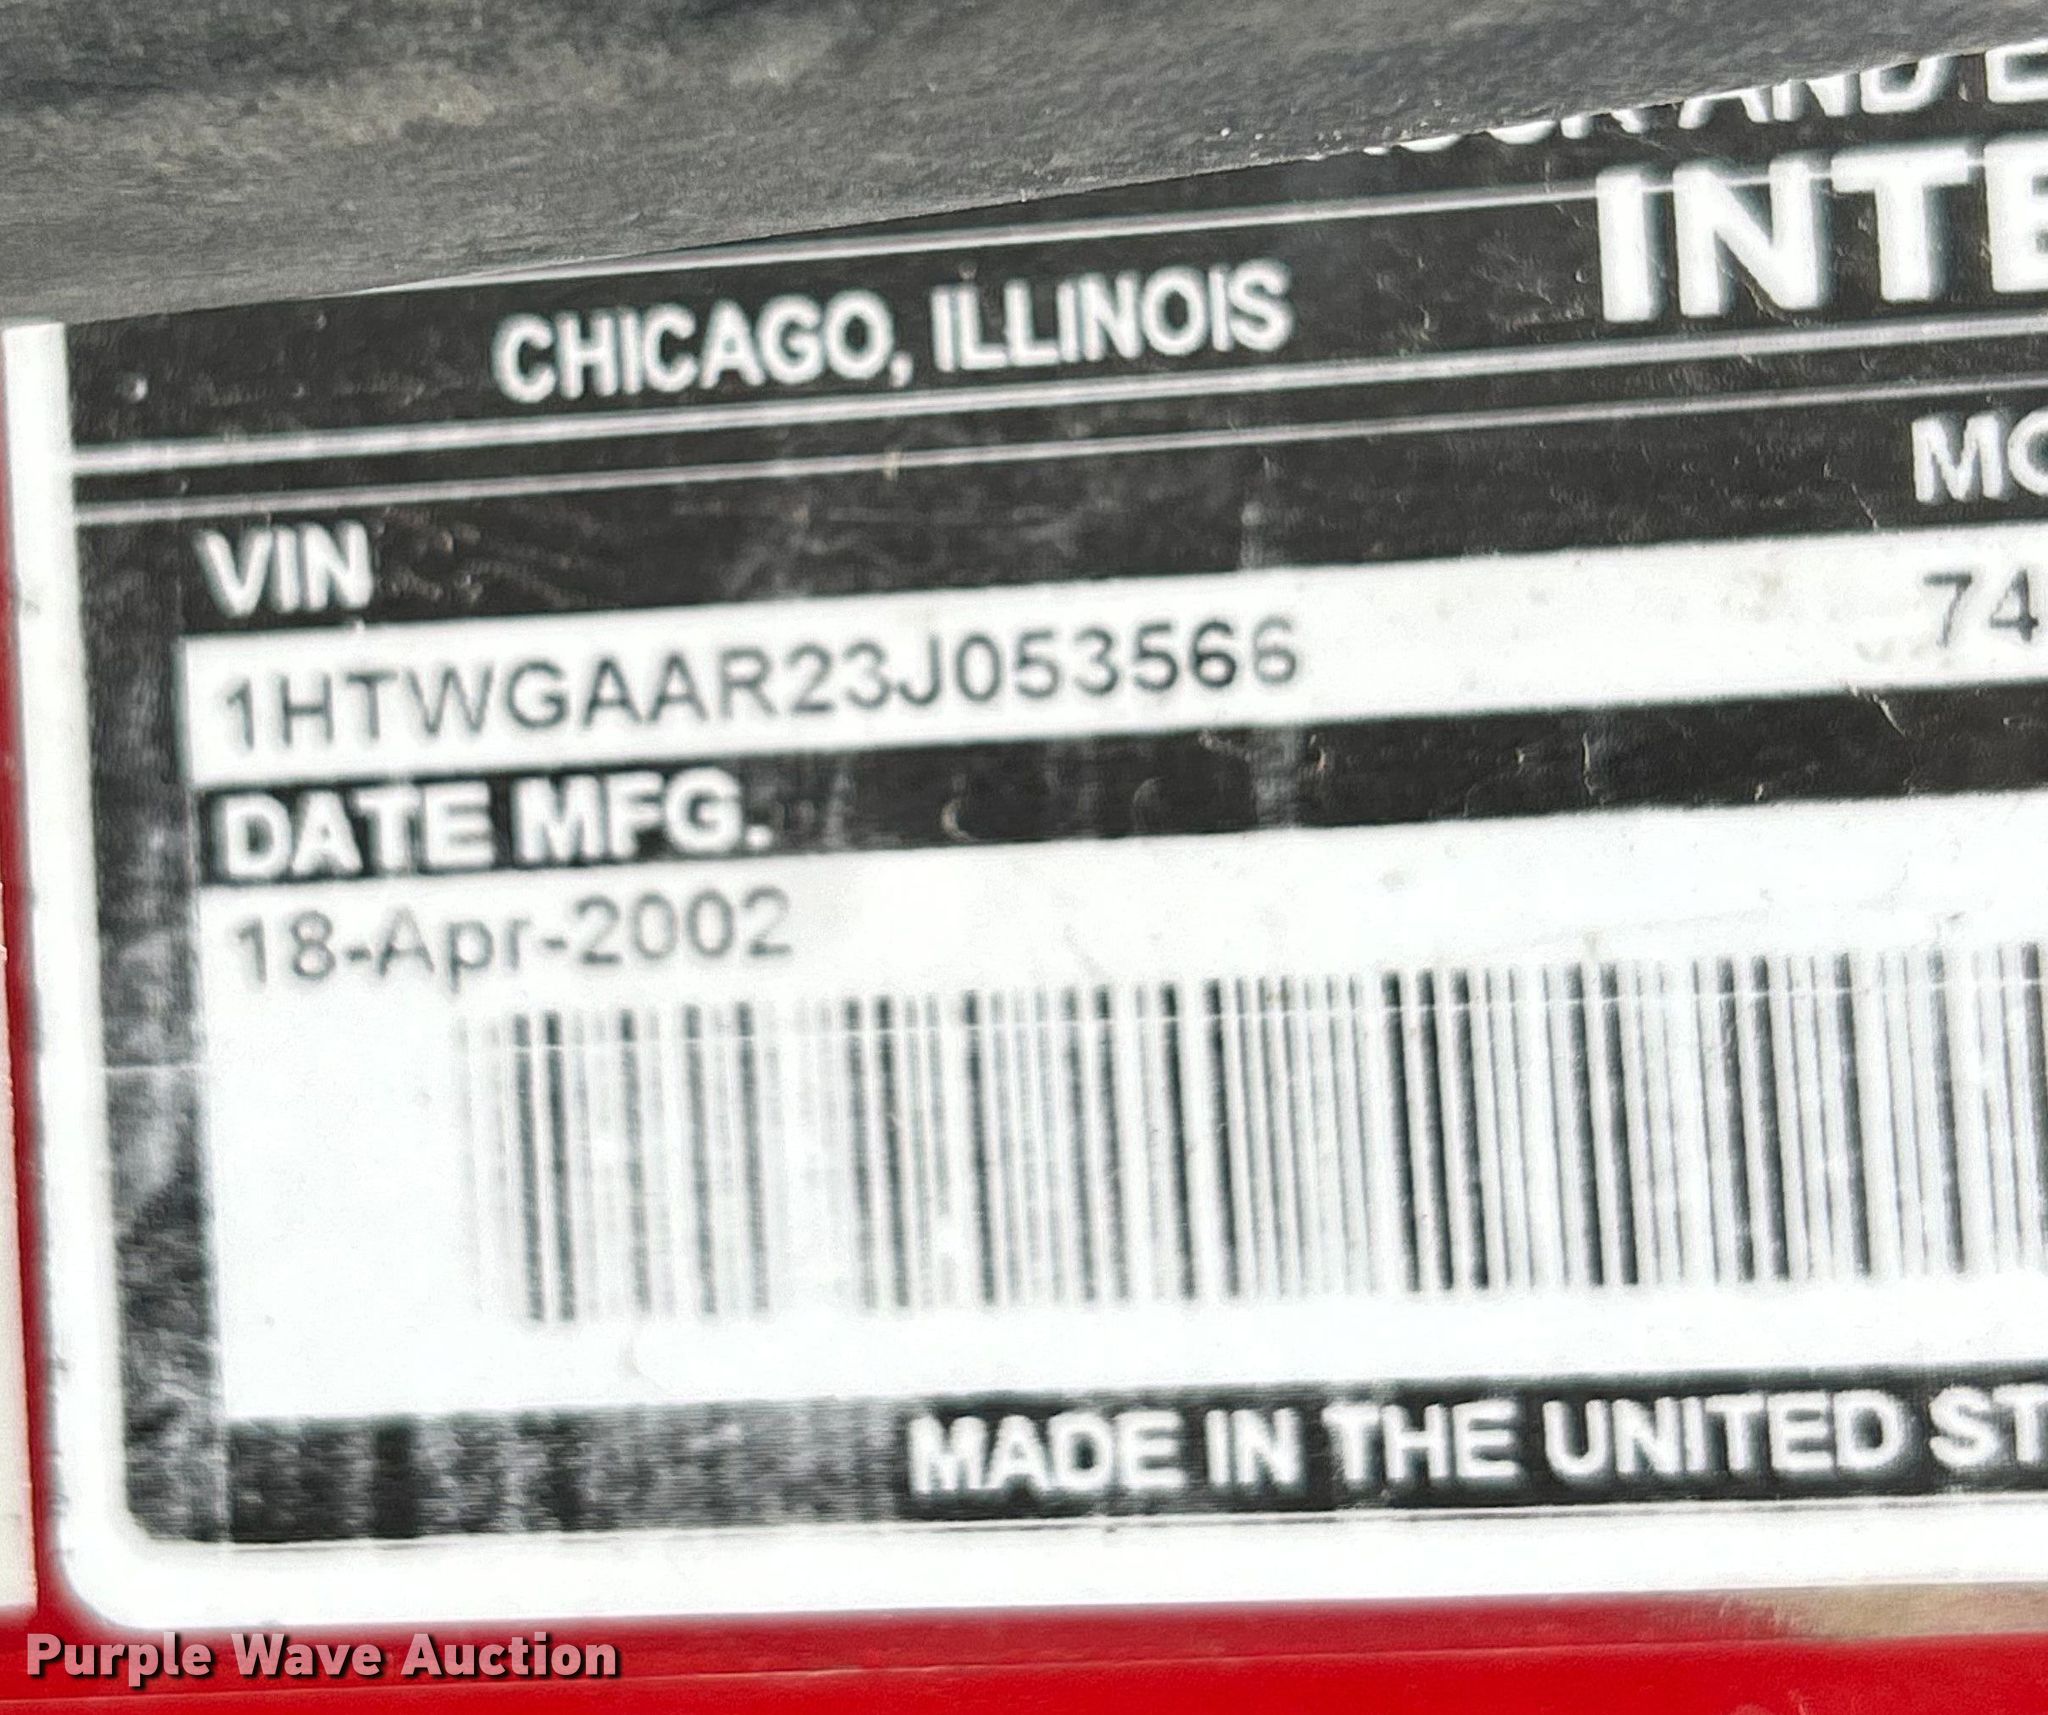 AND
CHICAGO, ILLINOIS
INTE
VIN
MO
1HTWGAAR23J053566
74
DATE MFG.
18-Apr-2002
MADE IN THE UNITED ST
Purple Wave Auction